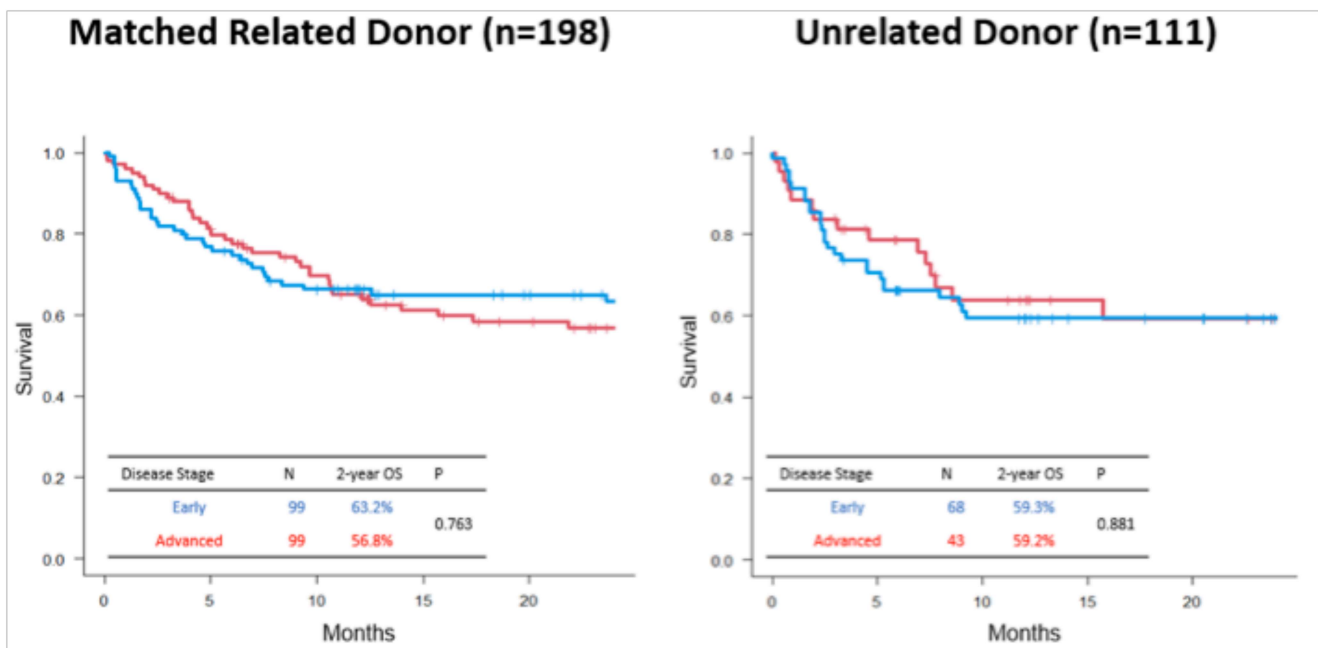 Matched Related Donor (n=198)
Survival
1.0
0.8
0.6
0.4
0.2
0.0
Disease Stage N 2-year OS P
Early 99 63.2%
0.763
Advanced 99 56.8%
0 5 10 15 20
Months
Unrelated Donor (n=111)
Survival
1.0
0.8
0.6
0.4
0.2
0.0
Disease Stage N 2-year OS P
Early 68 59.3%
0.881
Advanced 43 59.2%
0 5 10 15 20
Months